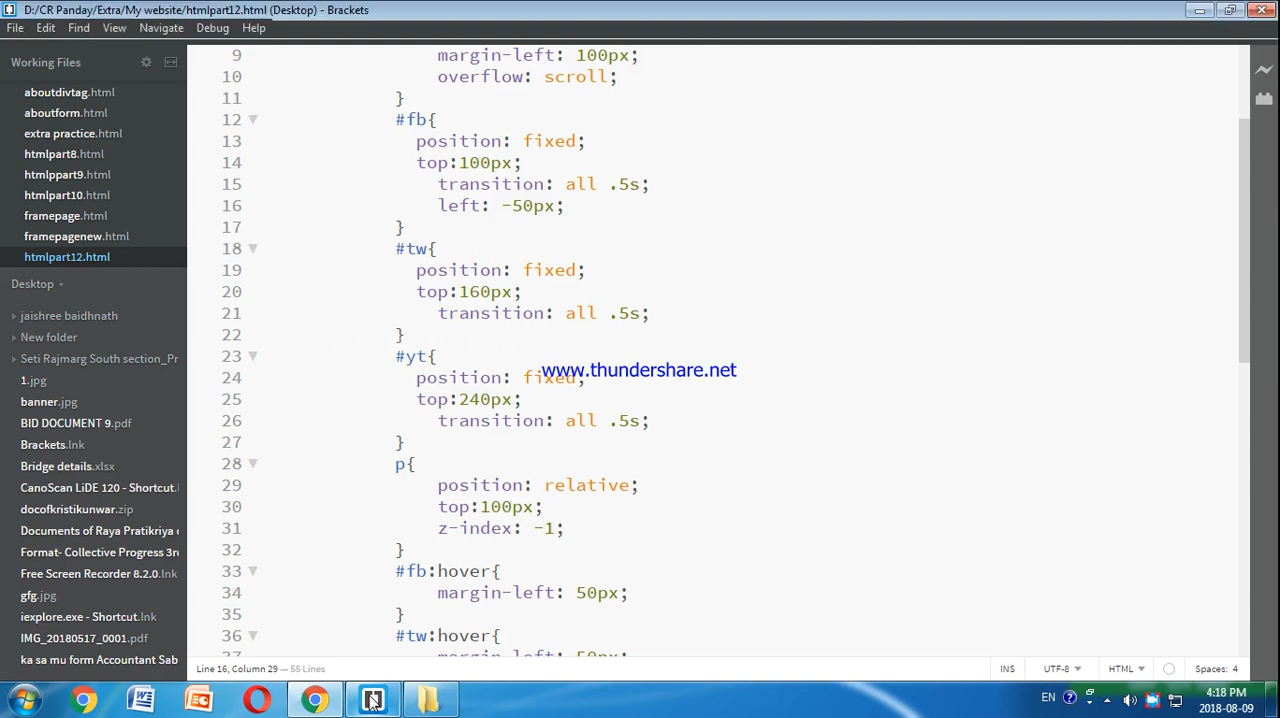 D:/CR Panday/Extra/My website/htmlpart12.html (Desktop) - Brackets
File Edit Find View Navigate Debug Help
Working Files
aboutdivtag.html
aboutform.html
extra practice.html
htmlpart8.html
htmlppart9.html
htmlpart10.html
framepage.html
framepagenew.html
htmlpart12.html
Desktop
jaishree baidhnath
New folder
Seti Rajmarg South section_Pr
1.jpg
banner.jpg
BID DOCUMENT 9.pdf
Brackets.lnk
Bridge details.xlsx
CanoScan LiDE 120 - Shortcut.l
docofkristikunwar.zip
Documents of Raya Pratikriya d
Format- Collective Progress 3rd
Free Screen Recorder 8.2.0.lnk
gfg.jpg
iexplore.exe - Shortcut.lnk
IMG_20180517_0001.pdf
ka sa mu form Accountant Sab
9 margin-left: 100px;
10 overflow: scroll;
11 }
12 #fb{
13 position: fixed;
14 top:100px;
15 transition: all .5s;
16 left: -50px;
17 }
18 #tw{
19 position: fixed;
20 top:160px;
21 transition: all .5s;
22 }
23 #yt{
www.thundershare.net
24 position: fixed;
25 top:240px;
26 transition: all .5s;
27 }
28 p{
29 position: relative;
30 top:100px;
31 z-index: -1;
32 }
33 #fb:hover{
34 margin-left: 50px;
35 }
36 #tw:hover{
37 margin-left: 50px;
Line 16, Column 29 — 55 Lines
INS UTF-8 HTML Spaces: 4
EN
4:18 PM
2018-08-09